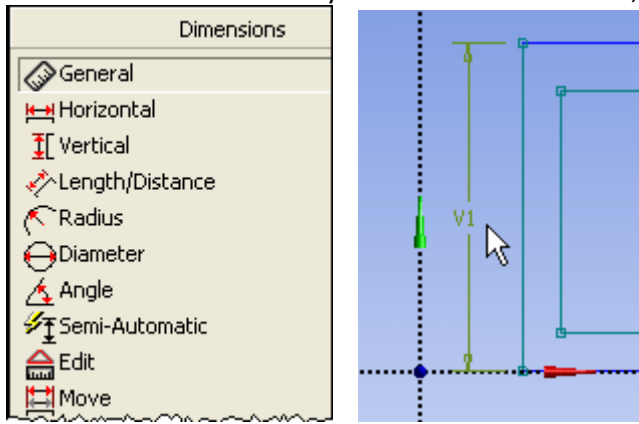 Dimensions
General
Horizontal
Vertical
Length/Distance
Radius
Diameter
Angle
Semi-Automatic
Edit
Move
V1